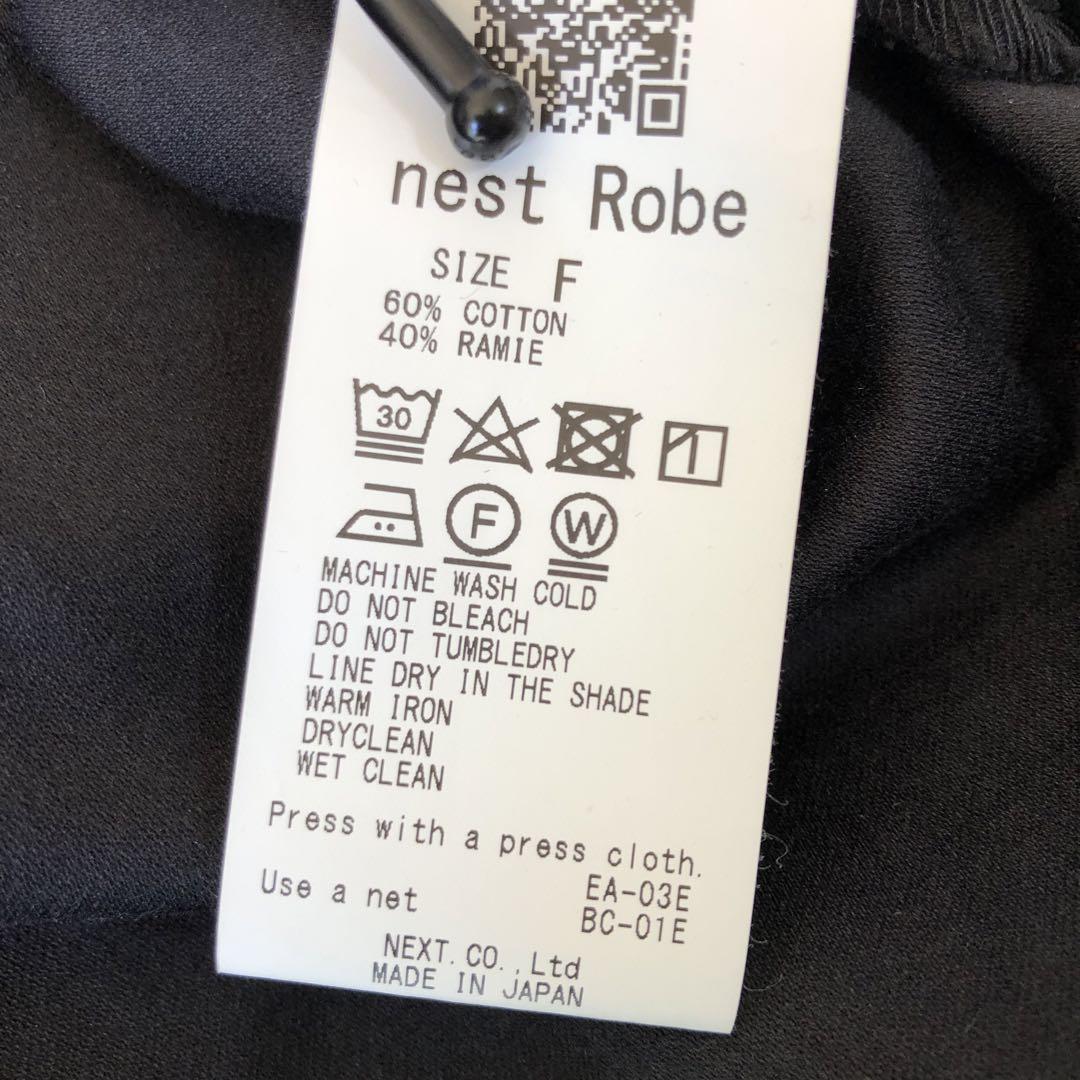 nest Robe
SIZE F
60% COTTON
40% RAMIE
30
F W
MACHINE WASH COLD
DO NOT BLEACH
DO NOT TUMBLEDRY
LINE DRY IN THE SHADE
WARM IRON
DRYCLEAN
WET CLEAN
Press with a press cloth.
Use a net EA-03E
BC-01E
NEXT.CO.,Ltd
MADE IN JAPAN